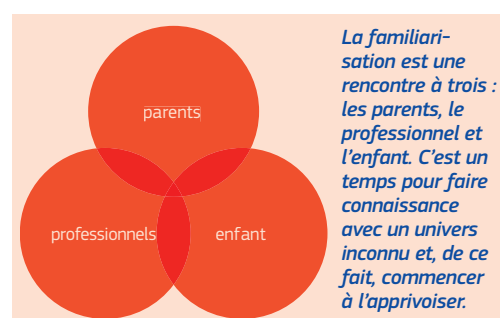 parents
professionnels
enfant
La familiari-
sation est une
rencontre à trois :
les parents, le
professionnel et
l'enfant. C'est un
temps pour faire
connaissance
avec un univers
inconnu et, de ce
fait, commencer
à l'apprivoiser.